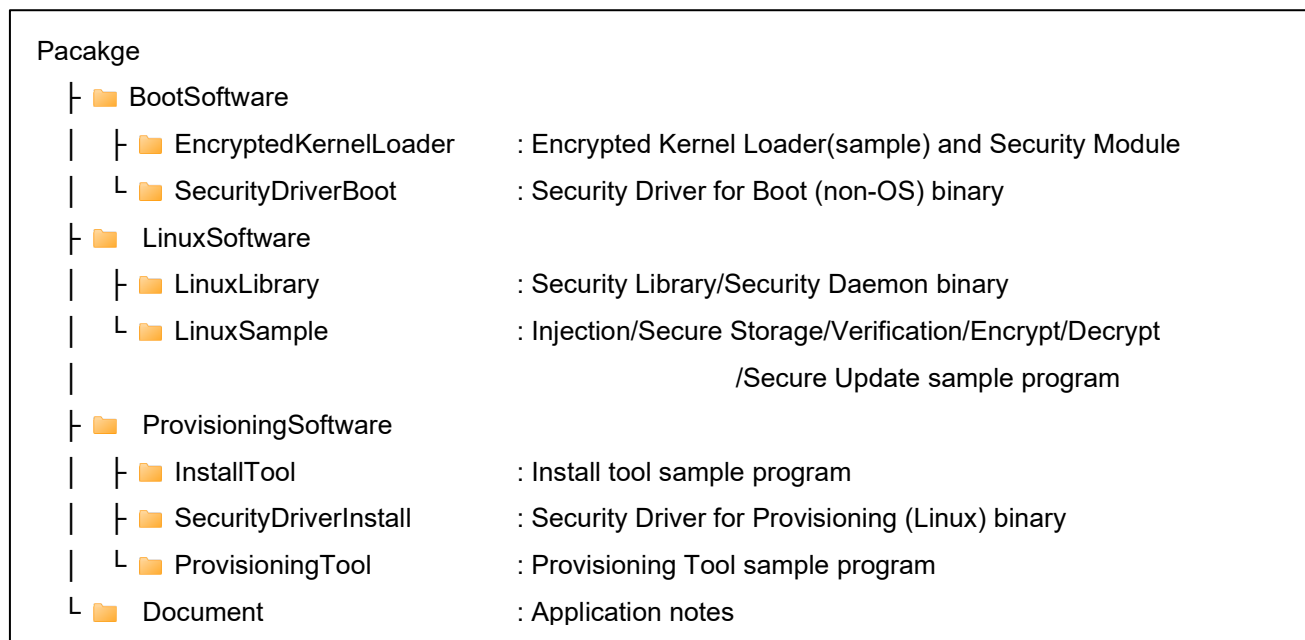 Pacakge
├ BootSoftware
│ ├ EncryptedKernelLoader : Encrypted Kernel Loader(sample) and Security Module
│ └ SecurityDriverBoot : Security Driver for Boot (non-OS) binary
├ LinuxSoftware
│ ├ LinuxLibrary : Security Library/Security Daemon binary
│ └ LinuxSample : Injection/Secure Storage/Verification/Encrypt/Decrypt
│ /Secure Update sample program
├ ProvisioningSoftware
│ ├ InstallTool : Install tool sample program
│ ├ SecurityDriverInstall : Security Driver for Provisioning (Linux) binary
│ └ ProvisioningTool : Provisioning Tool sample program
└ Document : Application notes